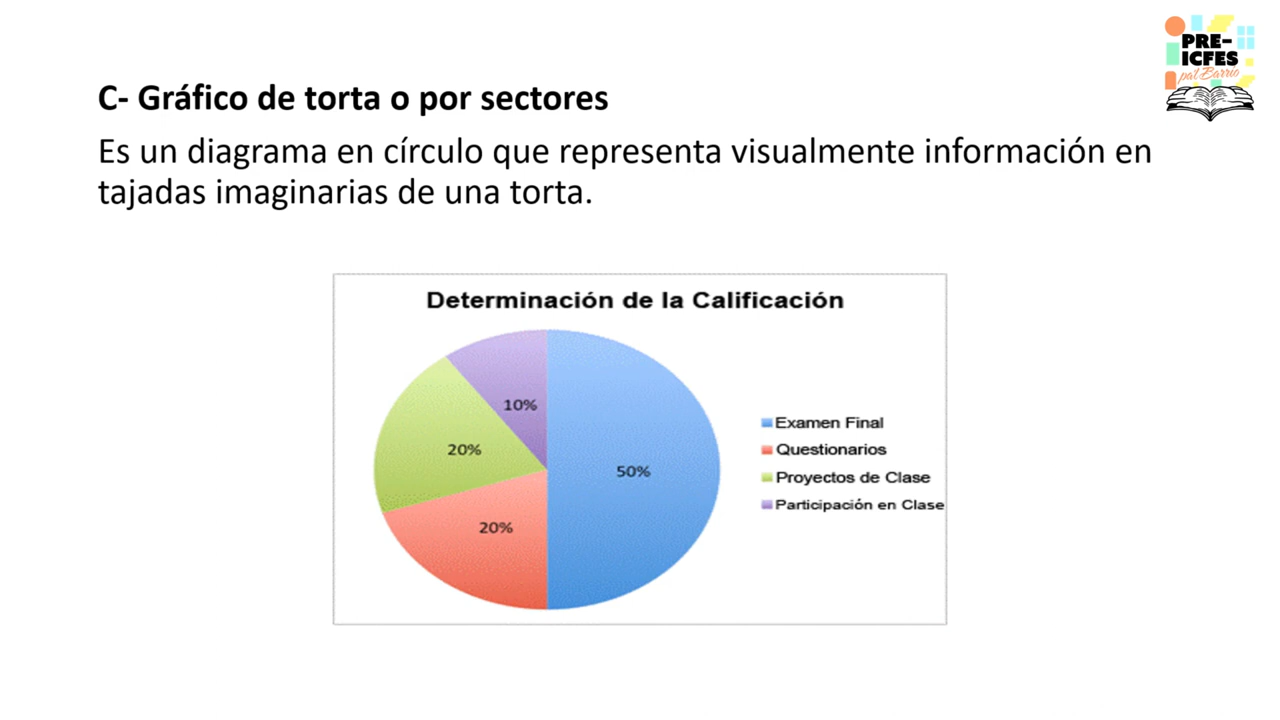 PRE-
ICFES
pa'l Barrio
C- Gráfico de torta o por sectores
Es un diagrama en círculo que representa visualmente información en
tajadas imaginarias de una torta.
Determinación de la Calificación
10%
20%
50%
20%
Examen Final
Questionarios
Proyectos de Clase
Participación en Clase